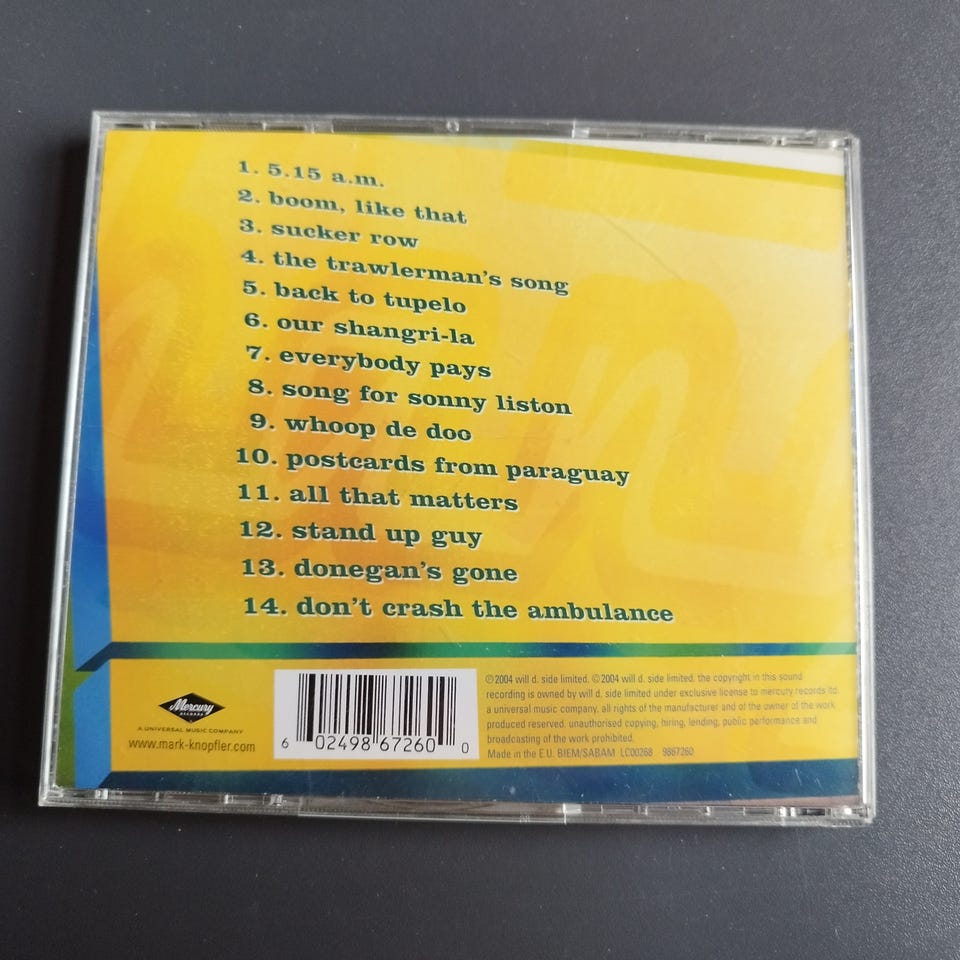 1. 5.15 a.m.
2. boom, like that
3. sucker row
4. the trawlerman's song
5. back to tupelo
6. our shangri-la
7. everybody pays
8. song for sonny liston
9. whoop de doo
10. postcards from paraguay
11. all that matters
12. stand up guy
13. donegan's gone
14. don't crash the ambulance
Mercury
RECORDS
A UNIVERSAL MUSIC COMPANY
www.mark-knopfler.com
6 02498 67260 0
℗2004 will d. side limited. ©2004 will d. side limited. the copyright in this sound
recording is owned by will d. side limited under exclusive license to mercury records ltd.
a universal music company. all rights of the manufacturer and of the owner of the work
produced reserved. unauthorised copying, hiring, lending, public performance and
broadcasting of the work prohibited.
Made in the E.U. BIEM/SABAM LC00268 9867260